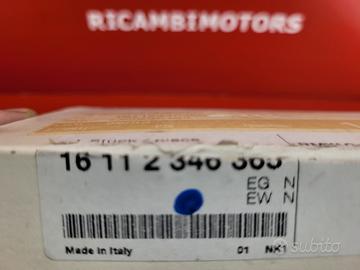 RICAMBIMOTORS
16 11 2 346 365
EG N
EW N
Made in Italy 01 NK1
subito